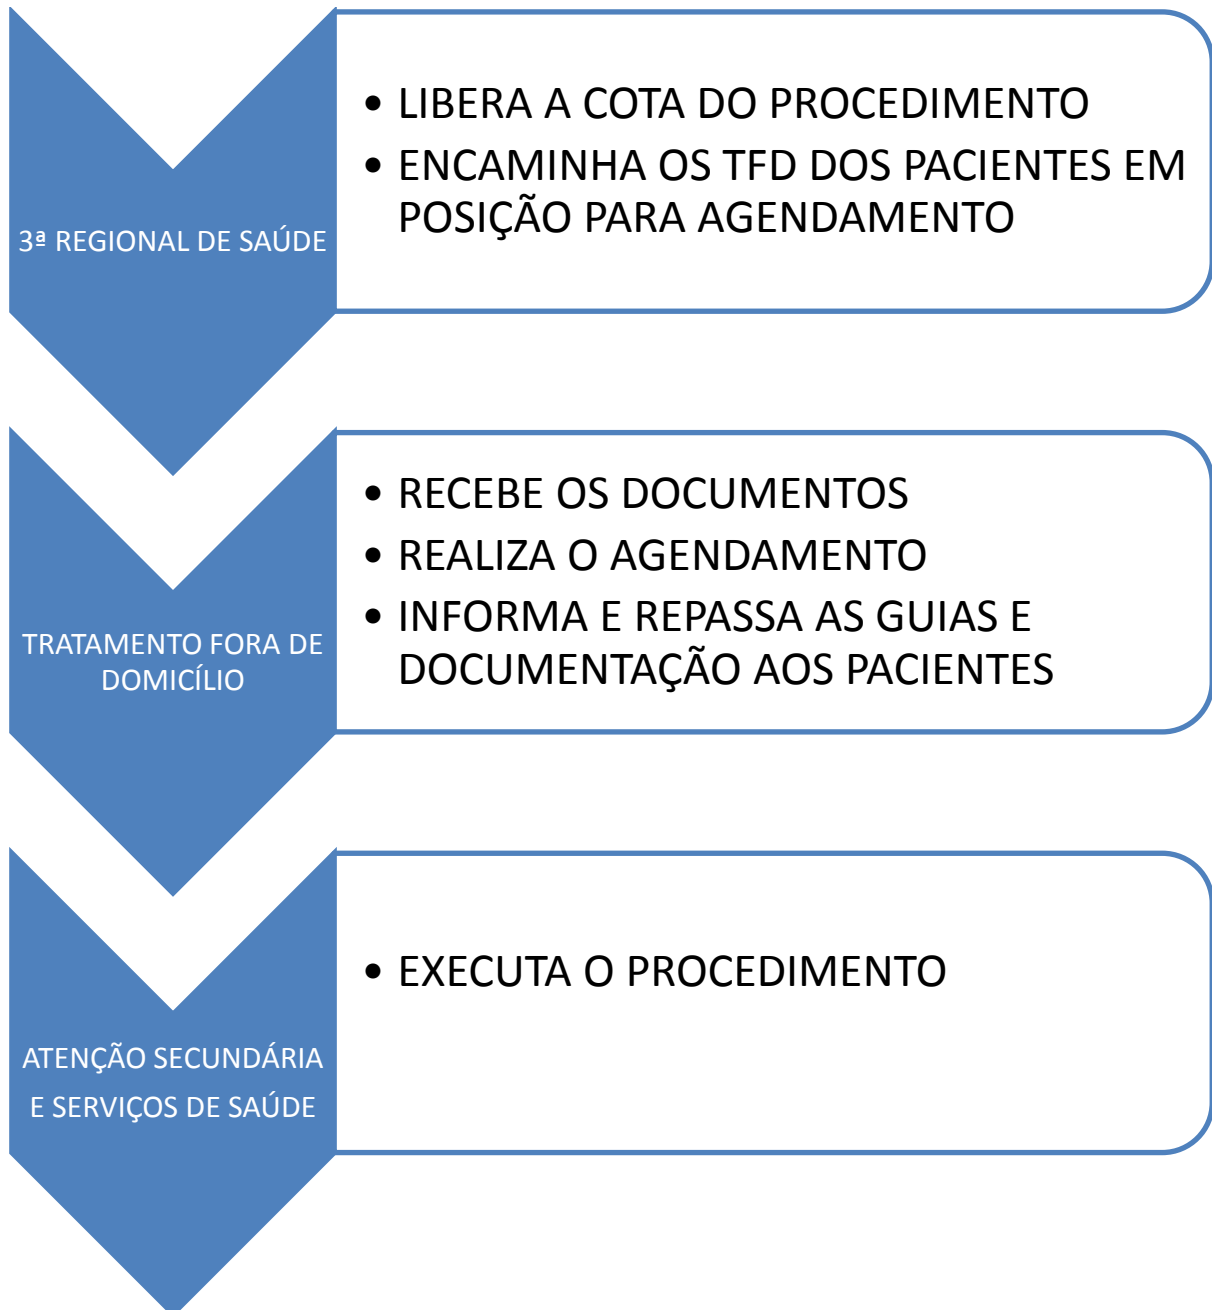 3ª REGIONAL DE SAÚDE
• LIBERA A COTA DO PROCEDIMENTO
• ENCAMINHA OS TFD DOS PACIENTES EM
POSIÇÃO PARA AGENDAMENTO
TRATAMENTO FORA DE
DOMICÍLIO
• RECEBE OS DOCUMENTOS
• REALIZA O AGENDAMENTO
• INFORMA E REPASSA AS GUIAS E
DOCUMENTAÇÃO AOS PACIENTES
ATENÇÃO SECUNDÁRIA
E SERVIÇOS DE SAÚDE
• EXECUTA O PROCEDIMENTO